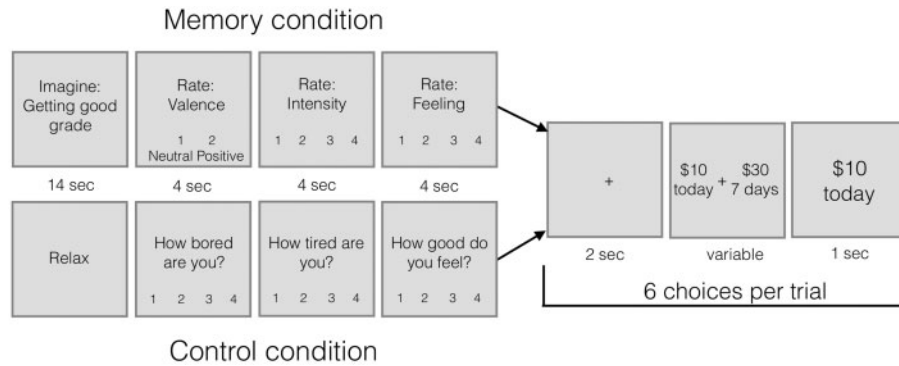 Memory condition
Imagine:
Getting good
grade
Rate:
Valence
1 2
Neutral Positive
Rate:
Intensity
1 2 3 4
Rate:
Feeling
1 2 3 4
14 sec
4 sec
4 sec
4 sec
Relax
How bored
are you?
1 2 3 4
How tired are
you?
1 2 3 4
How good do
you feel?
1 2 3 4
Control condition
+
$10
today
+
$30
7 days
$10
today
2 sec
variable
1 sec
6 choices per trial